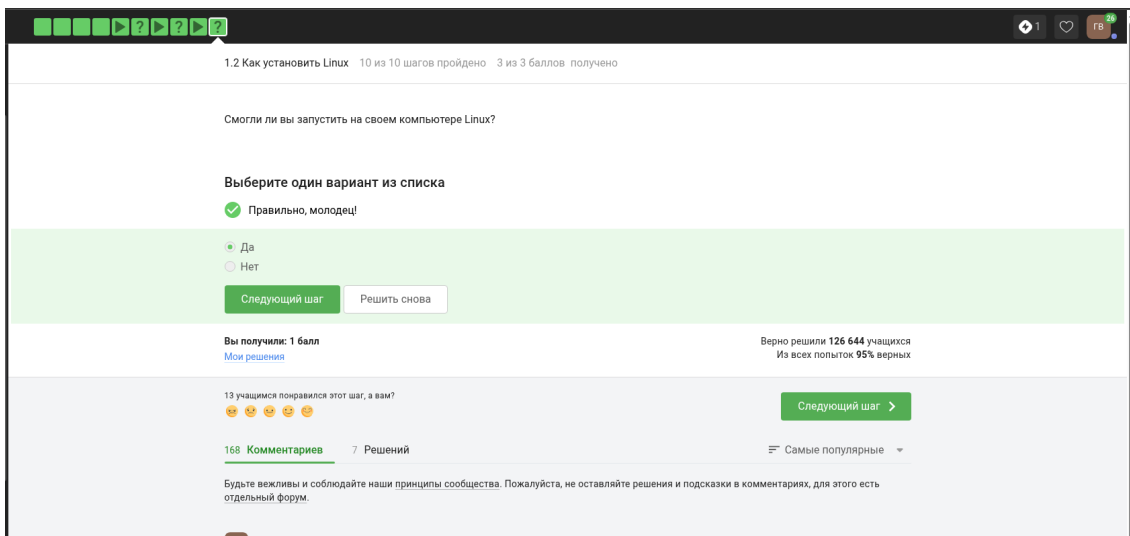 ? ? ?
1
ГВ
26
1.2 Как установить Linux 10 из 10 шагов пройдено 3 из 3 баллов получено
Смогли ли вы запустить на своем компьютере Linux?
Выберите один вариант из списка
Правильно, молодец!
Да
Нет
Следующий шаг Решить снова
Вы получили: 1 балл
Мои решения
Верно решили 126 644 учащихся
Из всех попыток 95% верных
13 учащимся понравился этот шаг, а вам?
Следующий шаг
168 Комментариев 7 Решений
Самые популярные
Будьте вежливы и соблюдайте наши принципы сообщества. Пожалуйста, не оставляйте решения и подсказки в комментариях, для этого есть
отдельный форум.